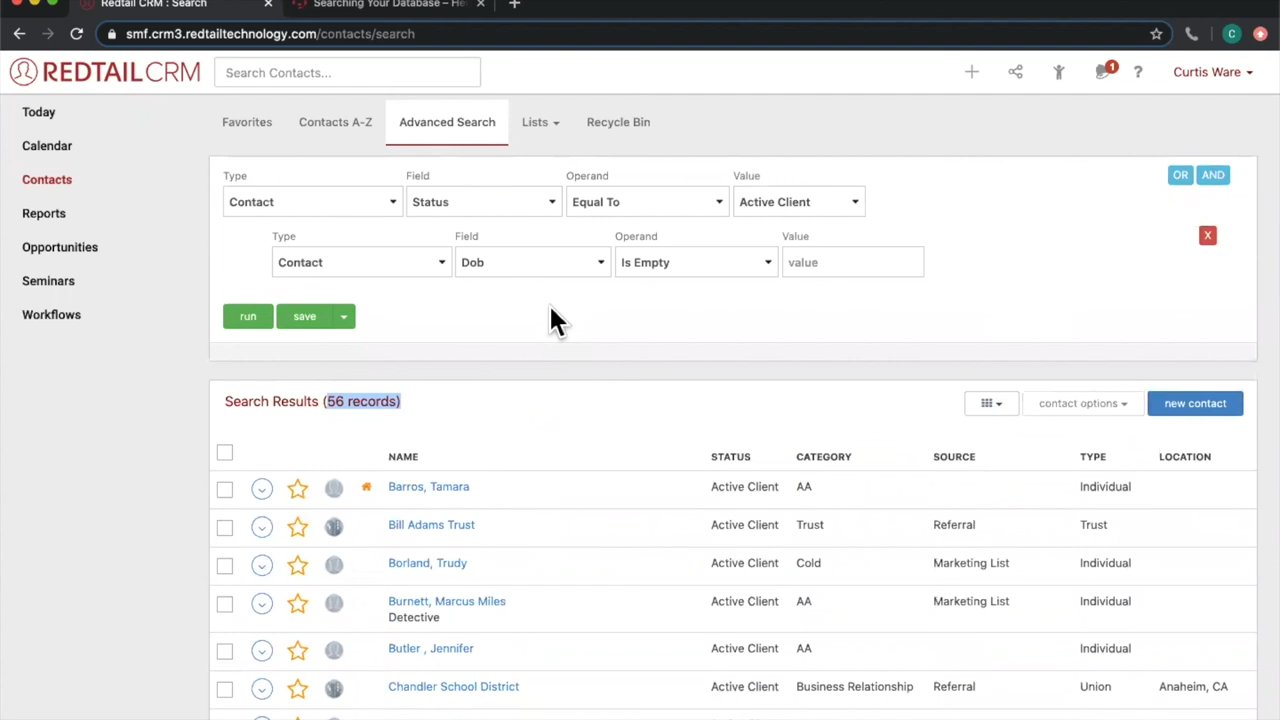 Redtail CRM : Search
Searching Your Database – He
smf.crm3.redtailtechnology.com/contacts/search
REDTAILCRM
Search Contacts...
1
?
Curtis Ware
Today
Calendar
Contacts
Reports
Opportunities
Seminars
Workflows
Favorites Contacts A-Z Advanced Search Lists Recycle Bin
Type Field Operand Value
Contact Status Equal To Active Client
OR AND
Type Field Operand Value
Contact Dob Is Empty value
X
run save
Search Results (56 records)
contact options new contact
NAME STATUS CATEGORY SOURCE TYPE LOCATION
Barros, Tamara Active Client AA Individual
Bill Adams Trust Active Client Trust Referral Trust
Borland, Trudy Active Client Cold Marketing List Individual
Burnett, Marcus Miles Active Client AA Marketing List Individual
Detective
Butler , Jennifer Active Client AA Individual
Chandler School District Active Client Business Relationship Referral Union Anaheim, CA